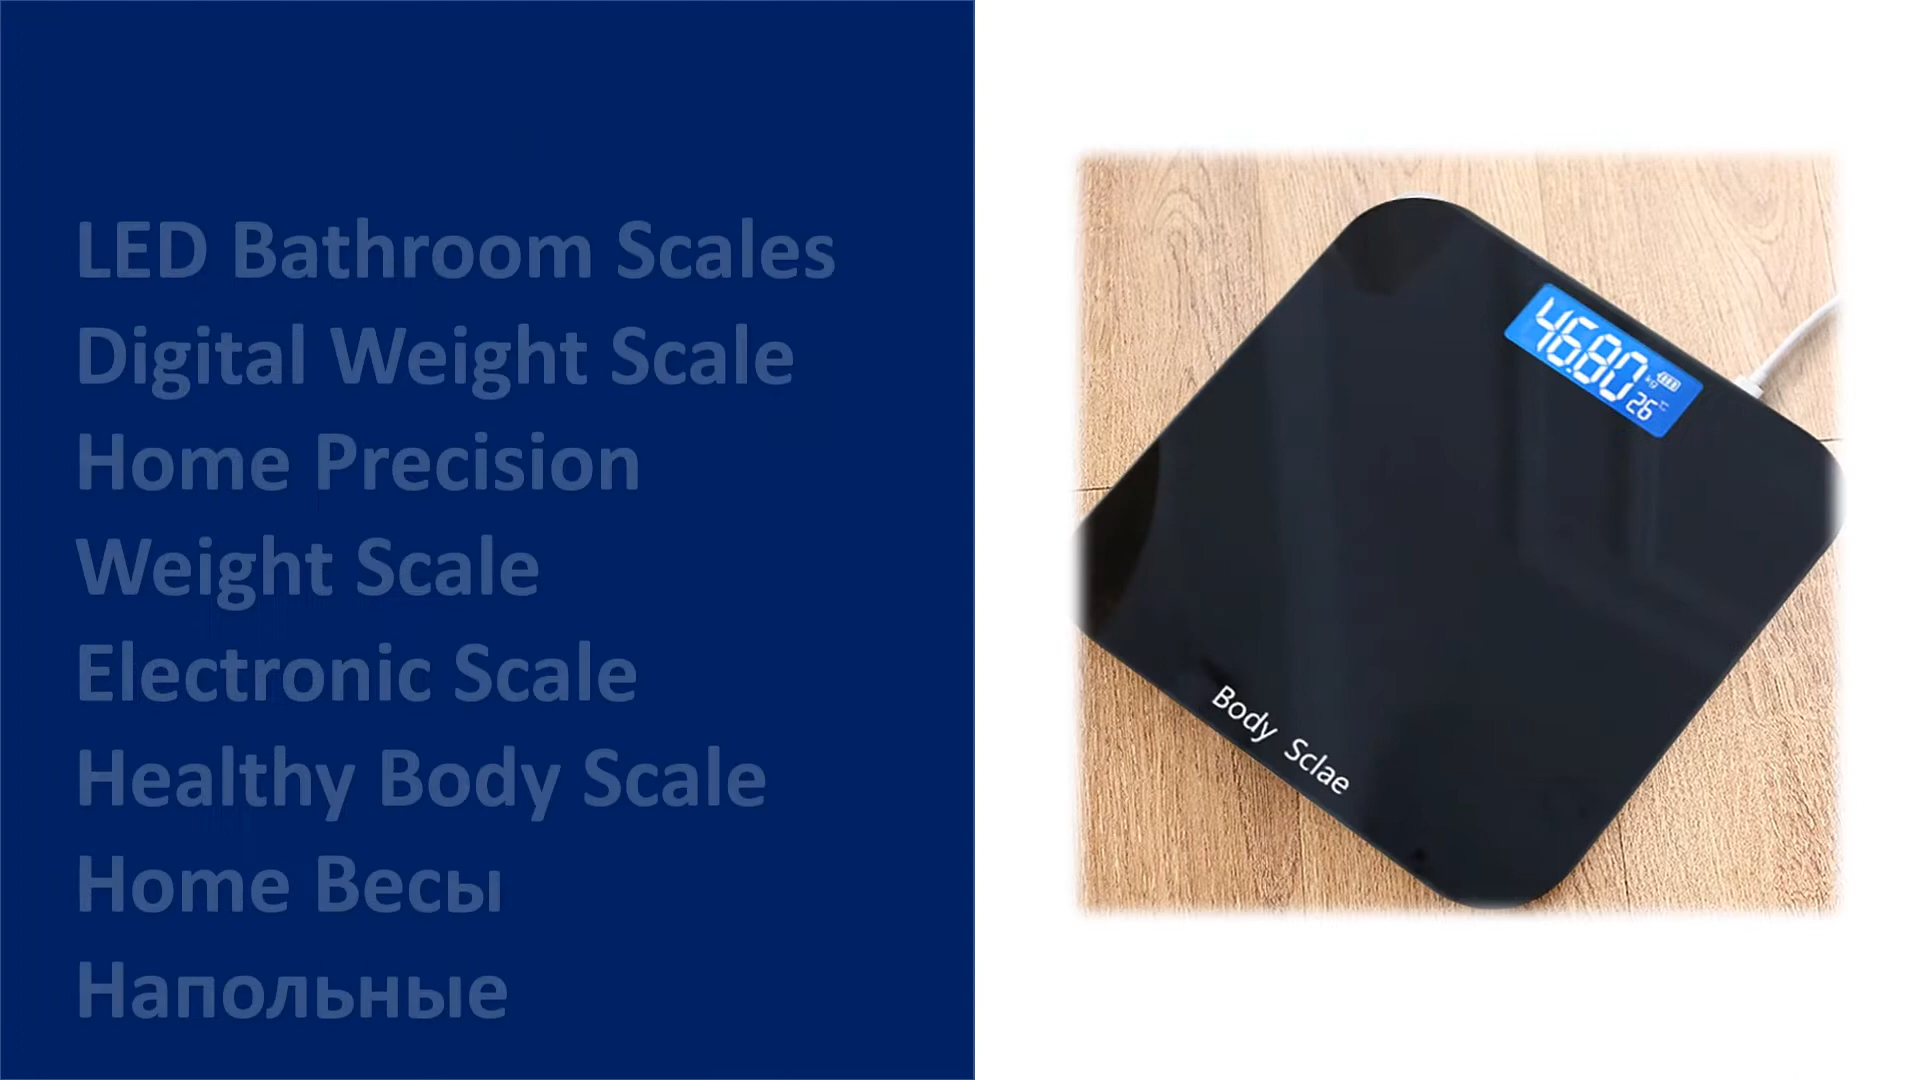 LED Bathroom Scales
Digital Weight Scale
Home Precision
Weight Scale
Electronic Scale
Healthy Body Scale
Home Весы
Напольные
46.80 kg
26 °C
Body Sclae